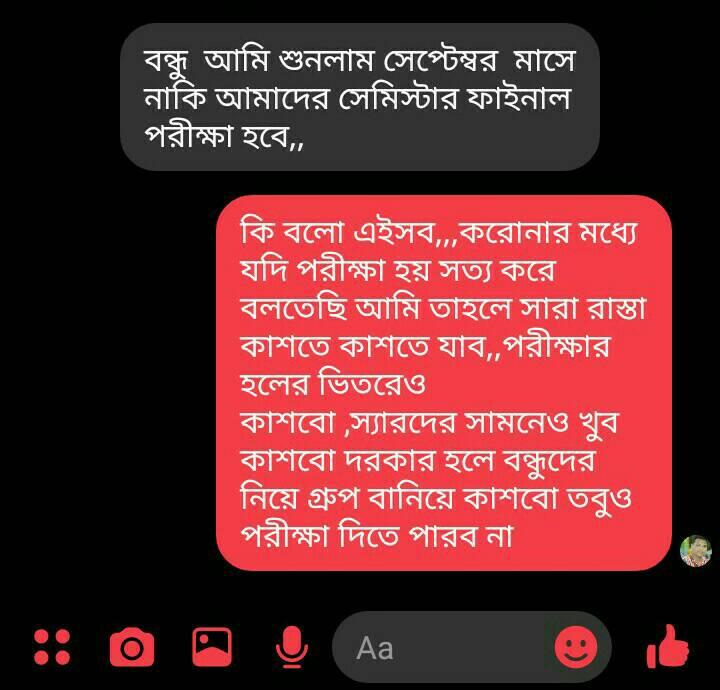 বন্ধু আমি শুনলাম সেপ্টেম্বর মাসে
নাকি আমাদের সেমিস্টার ফাইনাল
পরীক্ষা হবে,,
কি বলো এইসব,,,করোনার মধ্যে
যদি পরীক্ষা হয় সত্য করে
বলতেছি আমি তাহলে সারা রাস্তা
কাশতে কাশতে যাব,,পরীক্ষার
হলের ভিতরেও
কাশবো ,স্যারদের সামনেও খুব
কাশবো দরকার হলে বন্ধুদের
নিয়ে গ্রুপ বানিয়ে কাশবো তবুও
পরীক্ষা দিতে পারব না
Aa